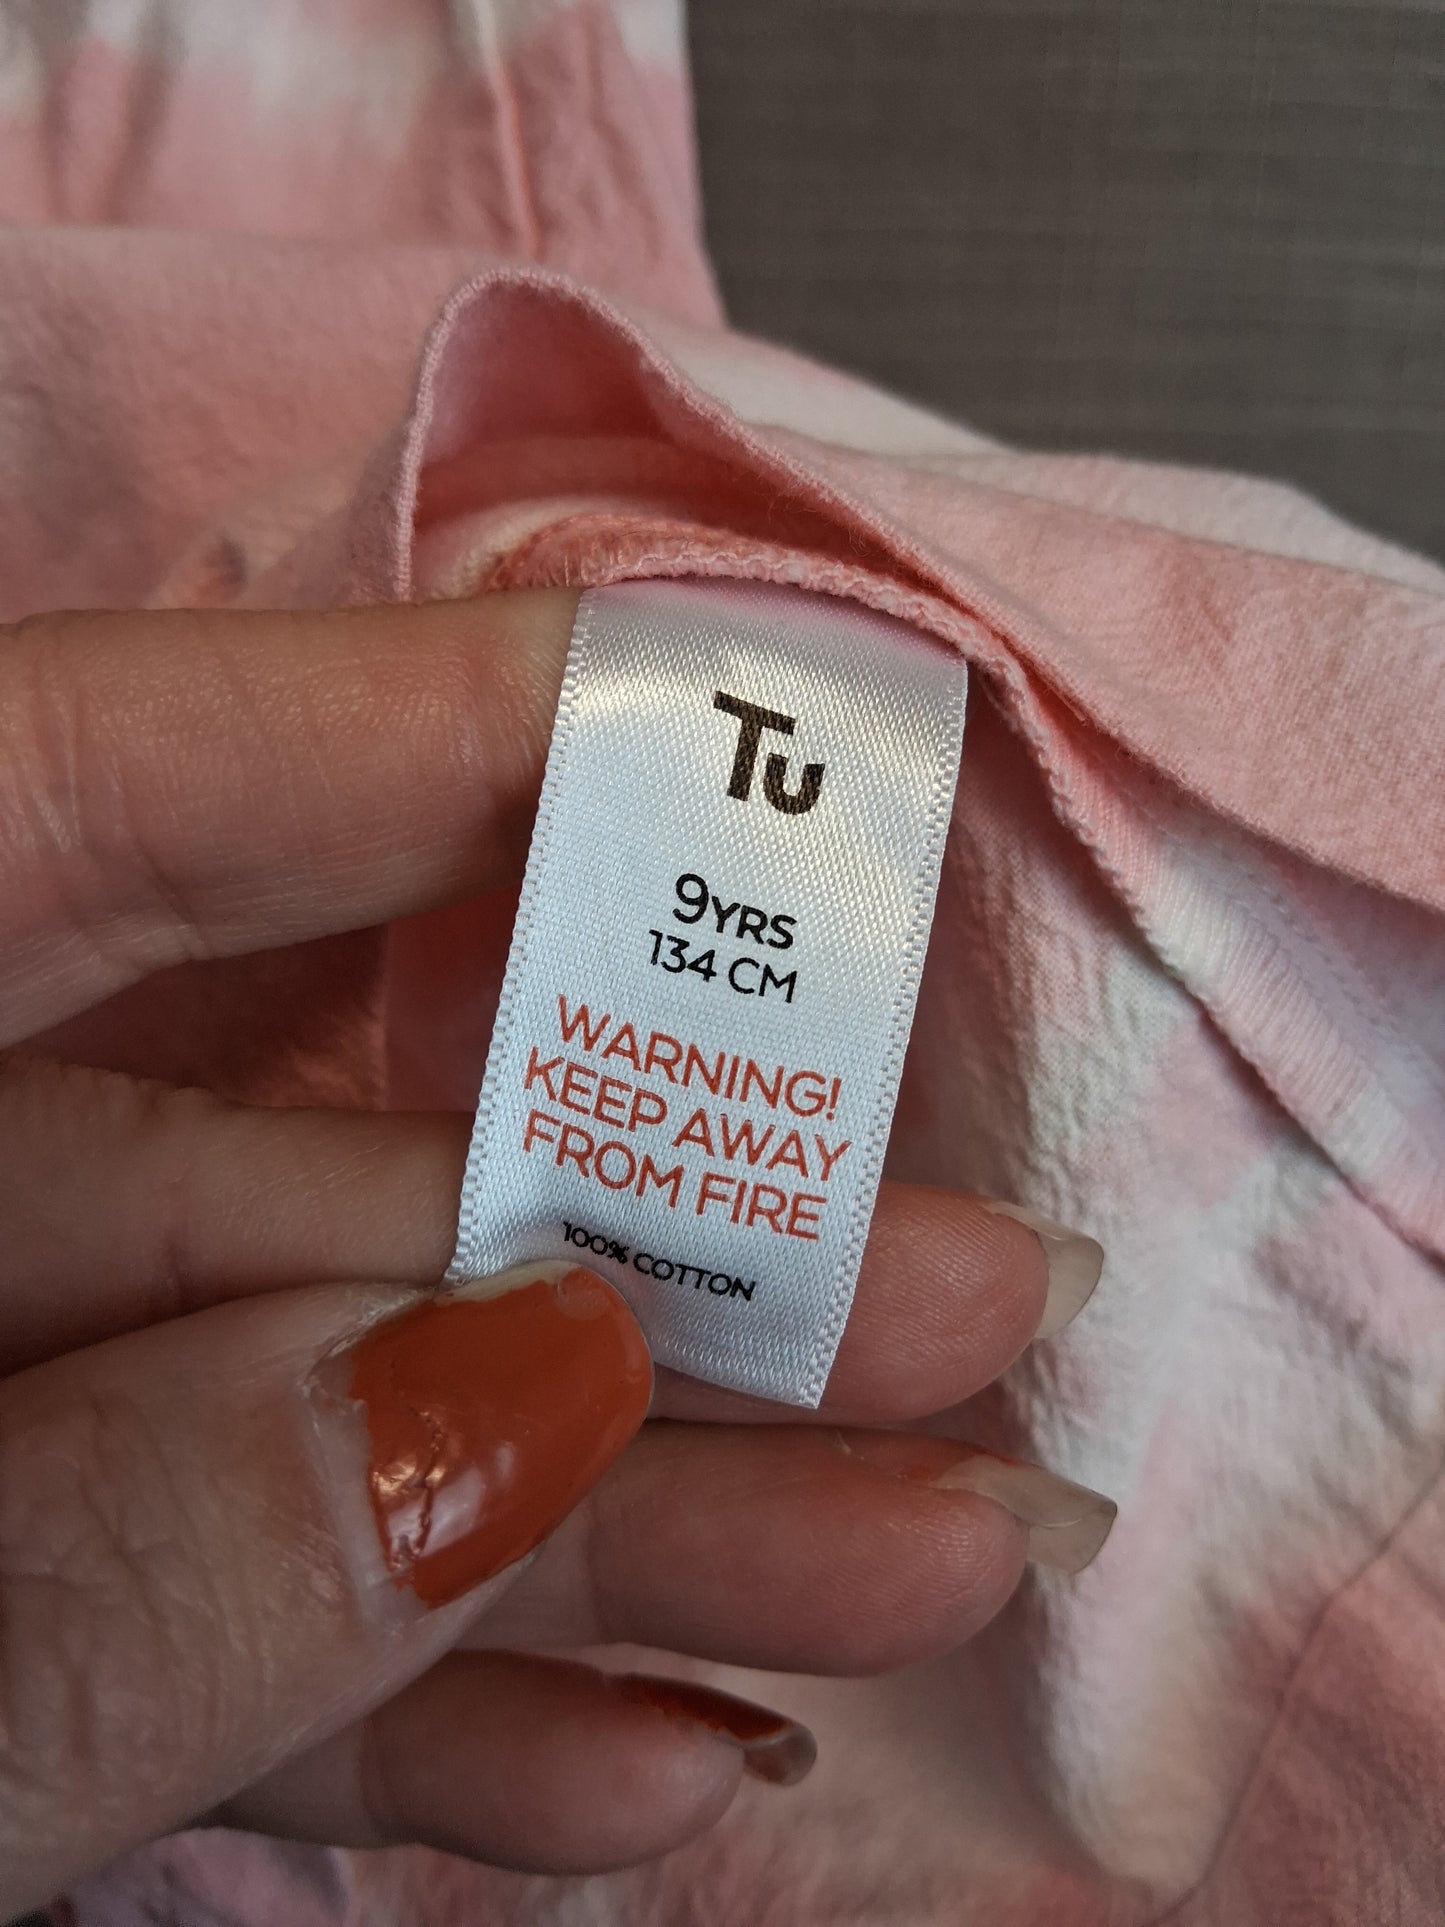 Tu
9YRS
134 CM
WARNING!
KEEP AWAY
FROM FIRE
100% COTTON